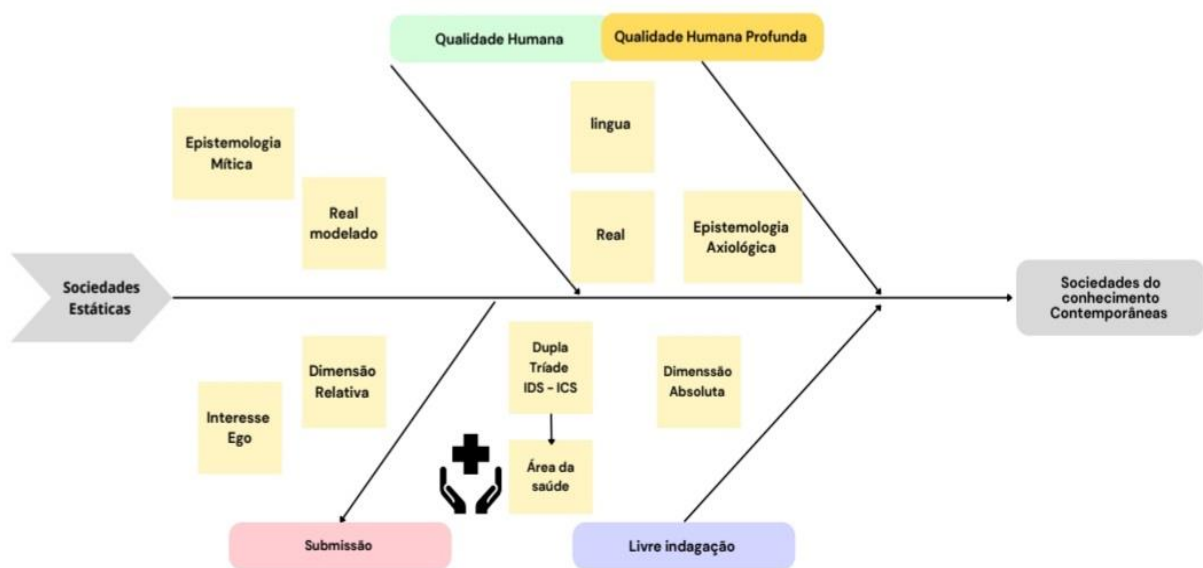 Qualidade Humana
Qualidade Humana Profunda
lingua
Epistemologia
Mítica
Real
modelado
Real
Epistemologia
Axiológica
Sociedades
Estáticas
Sociedades do
conhecimento
Contemporâneas
Dimensão
Relativa
Dupla
Tríade
IDS - ICS
Dimenssão
Absoluta
Interesse
Ego
Área da
saúde
Submissão
Livre indagação